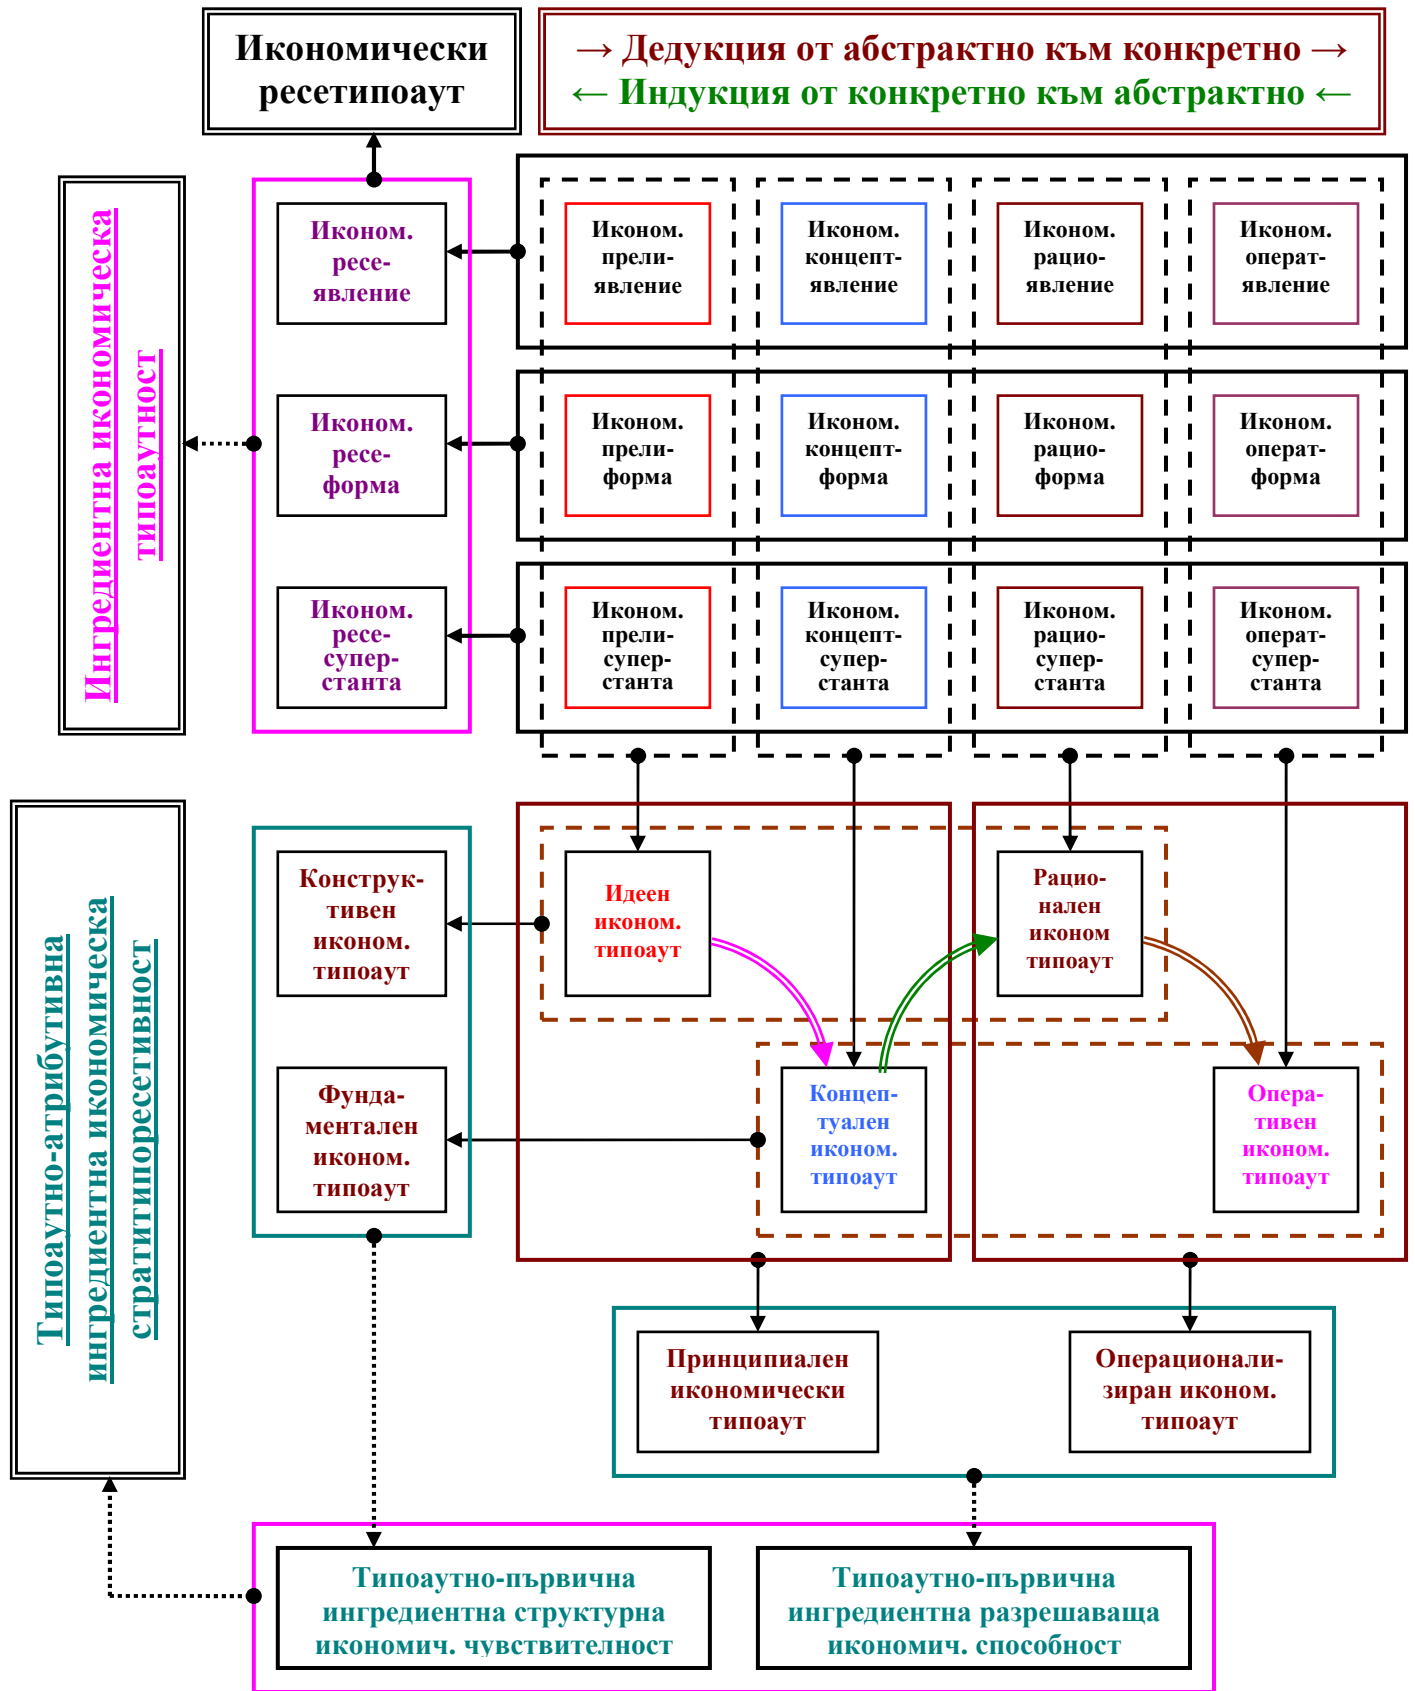 Икономически
ресетипоаут
→ Дедукция от абстрактно към конкретно →
← Индукция от конкретно към абстрактно ←
Ингредиентна икономическа
типоаутност
Иконом.
ресе-
явление
Иконом.
прели-
явление
Иконом.
концепт-
явление
Иконом.
рацио-
явление
Иконом.
операт-
явление
Иконом.
ресе-
форма
Иконом.
прели-
форма
Иконом.
концепт-
форма
Иконом.
рацио-
форма
Иконом.
операт-
форма
Иконом.
ресе-
супер-
станта
Иконом.
прели-
супер-
станта
Иконом.
концепт-
супер-
станта
Иконом.
рацио-
супер-
станта
Иконом.
операт-
супер-
станта
Типоаутно-атрибутивна
ингредиентна икономическа
стратипоресетивност
Конструк-
тивен
иконом.
типоаут
Идеен
иконом.
типоаут
Рацио-
нален
иконом
типоаут
Фунда-
ментален
иконом.
типоаут
Концеп-
туален
иконом.
типоаут
Опера-
тивен
иконом.
типоаут
Принципиален
икономически
типоаут
Операционали-
зиран иконом.
типоаут
Типоаутно-първична
ингредиентна структурна
икономич. чувствителност
Типоаутно-първична
ингредиентна разрешаваща
икономич. способност